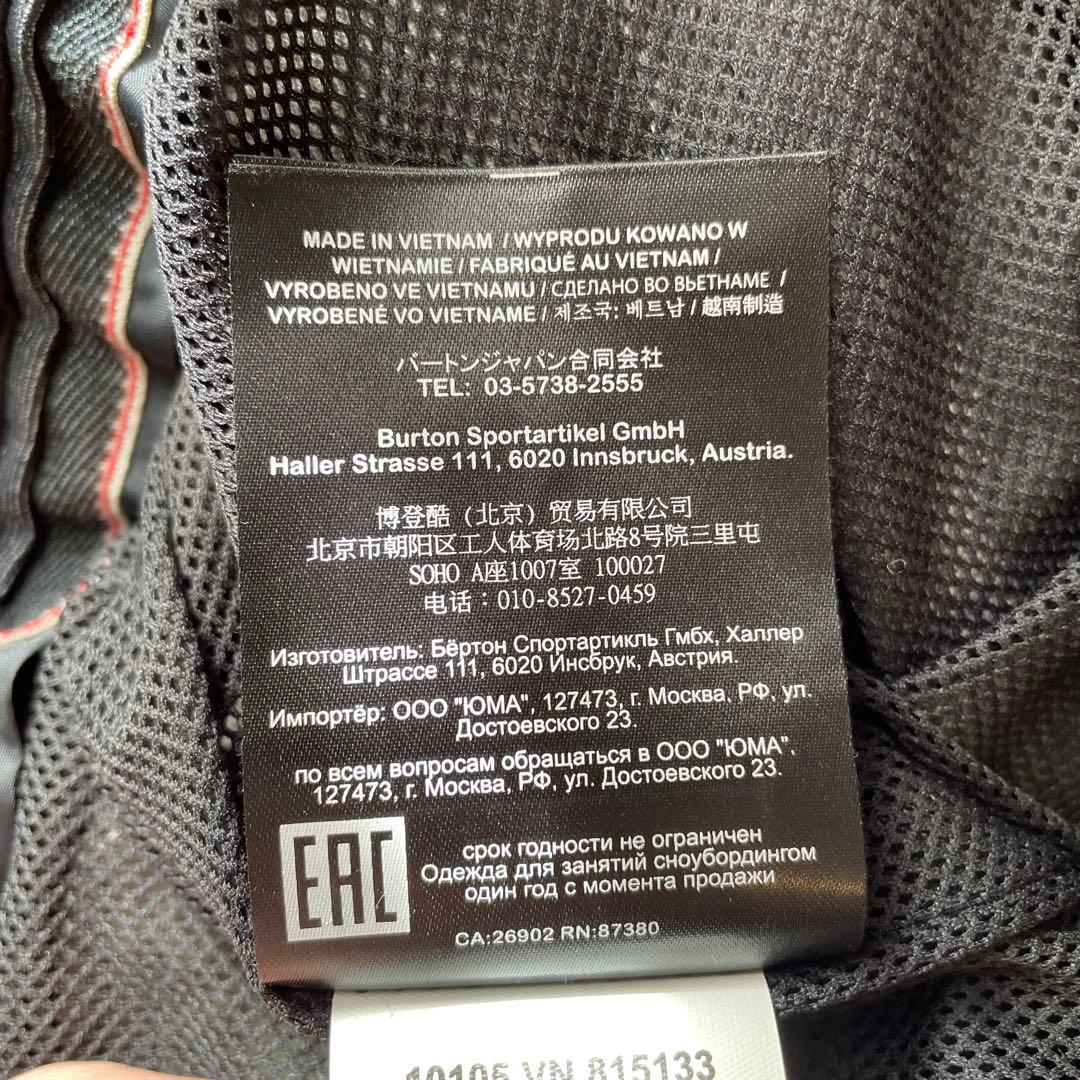 MADE IN VIETNAM / WYPRODU KOWANO W
WIETNAMIE / FABRIQUÉ AU VIETNAM /
VYROBENO VE VIETNAMU / СДЕЛАНО ВО ВЬЕТНАМЕ /
VYROBENÉ VO VIETNAME / 제조국: 베트남 / 越南制造
バートンジャパン合同会社
TEL: 03-5738-2555
Burton Sportartikel GmbH
Haller Strasse 111, 6020 Innsbruck, Austria.
博登酷（北京）贸易有限公司
北京市朝阳区工人体育场北路8号院三里屯
SOHO A座1007室 100027
电话：010-8527-0459
Изготовитель: Бёртон Спортартикль Гмбх, Халлер
Штрассе 111, 6020 Инсбрук, Австрия.
Импортёр: ООО "ЮМА", 127473, г. Москва, РФ, ул.
Достоевского 23.
по всем вопросам обращаться в ООО "ЮМА",
127473, г. Москва, РФ, ул. Достоевского 23.
EAC
срок годности не ограничен
Одежда для занятий сноубордингом
один год с момента продажи
CA:26902 RN:87380
10105 VN 815133